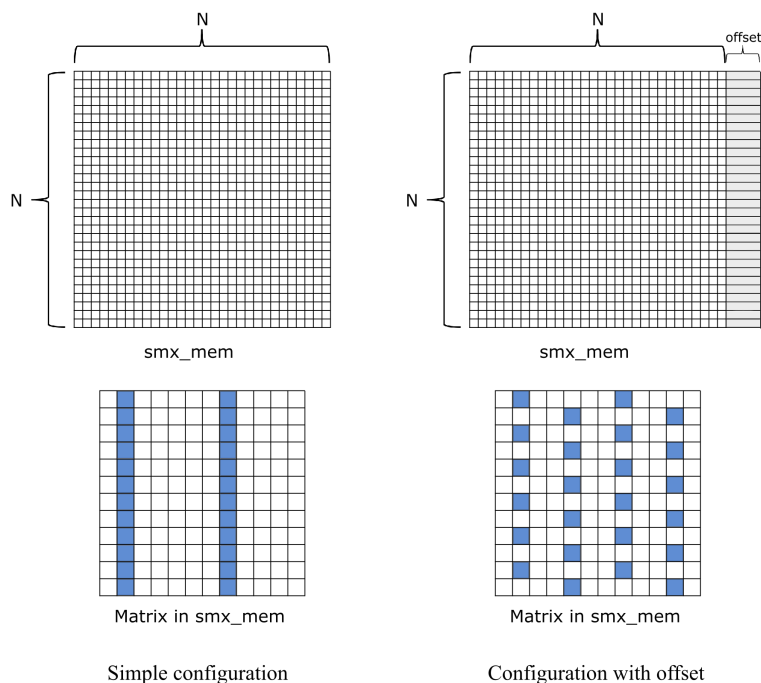 N
N
offset
N
N
smx_mem
smx_mem
Matrix in smx_mem
Matrix in smx_mem
Simple configuration
Configuration with offset